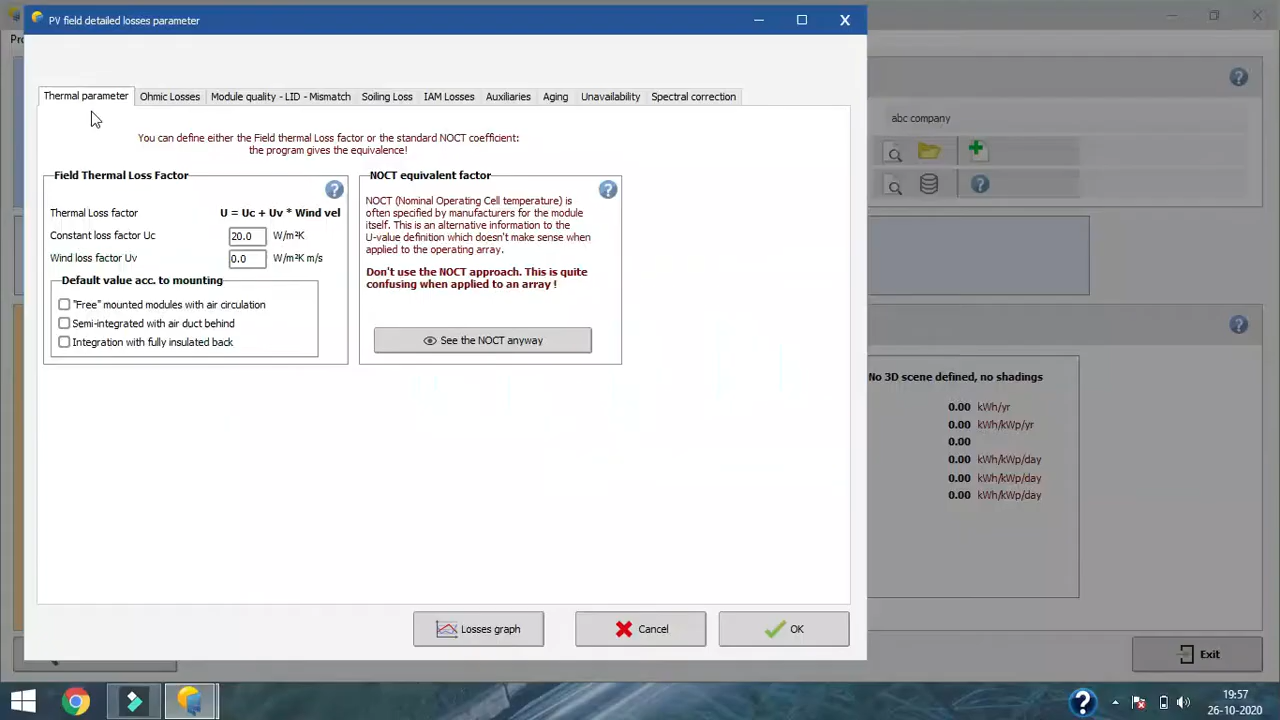 PV field detailed losses parameter
Thermal parameter
Ohmic Losses
Module quality - LID - Mismatch
Soiling Loss
IAM Losses
Auxiliaries
Aging
Unavailability
Spectral correction
You can define either the Field thermal Loss factor or the standard NOCT coefficient:
the program gives the equivalence!
Field Thermal Loss Factor
Thermal Loss factor U = Uc + Uv * Wind vel
Constant loss factor Uc 20.0 W/m²K
Wind loss factor Uv 0.0 W/m²K m/s
Default value acc. to mounting
"Free" mounted modules with air circulation
Semi-integrated with air duct behind
Integration with fully insulated back
NOCT equivalent factor
NOCT (Nominal Operating Cell temperature) is
often specified by manufacturers for the module
itself. This is an alternative information to the
U-value definition which doesn't make sense when
applied to the operating array.
Don't use the NOCT approach. This is quite
confusing when applied to an array !
See the NOCT anyway
Losses graph
Cancel
OK
abc company
No 3D scene defined, no shadings
0.00 kWh/yr
0.00 kWh/kWp/yr
0.00
0.00 kWh/kWp/day
0.00 kWh/kWp/day
0.00 kWh/kWp/day
Exit
19:57
26-10-2020